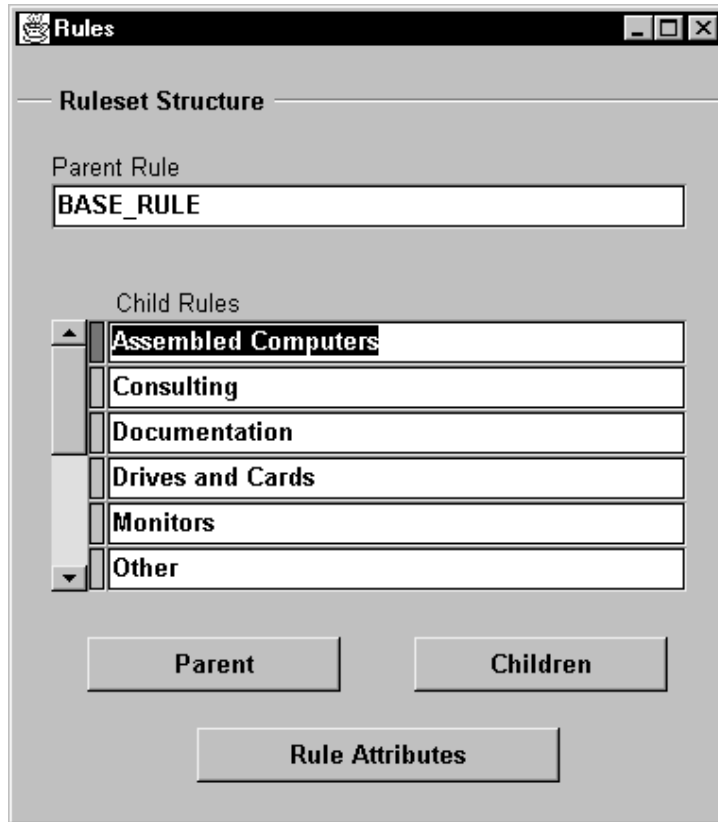 Rules
Ruleset Structure
Parent Rule
BASE_RULE
Child Rules
Assembled Computers
Consulting
Documentation
Drives and Cards
Monitors
Other
Parent
Children
Rule Attributes